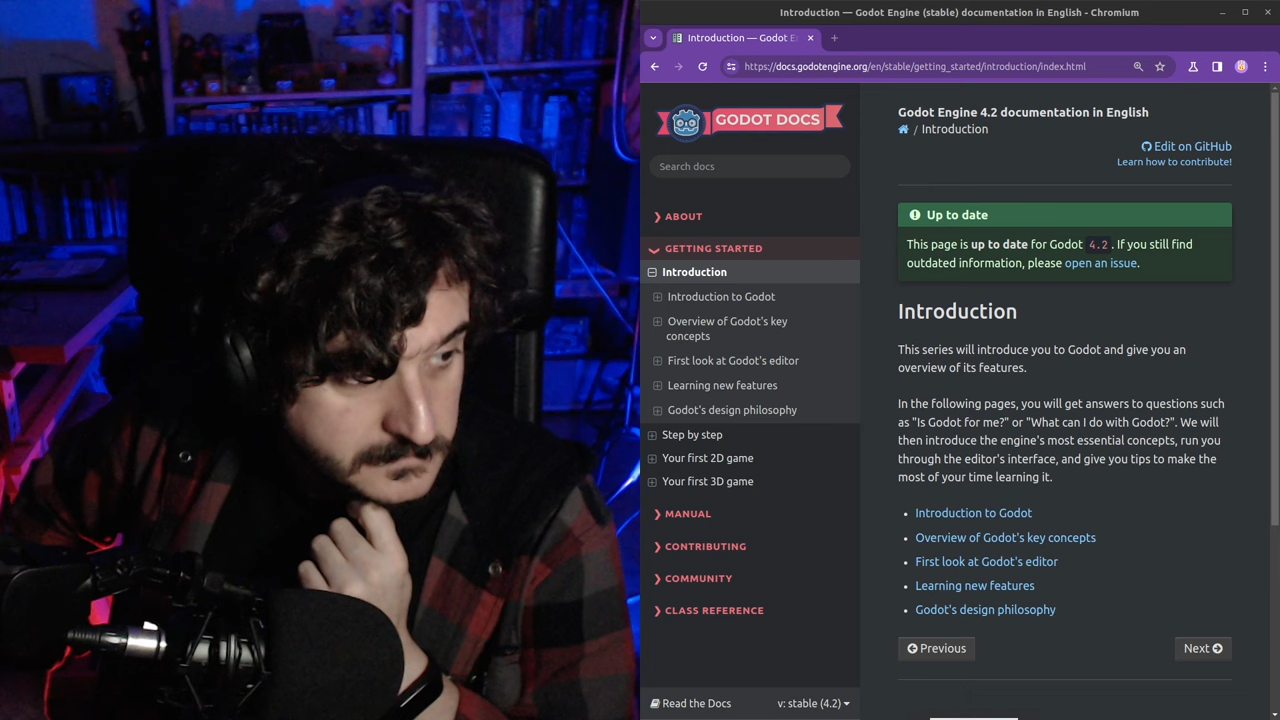 Introduction — Godot Engine (stable) documentation in English - Chromium
Introduction — Godot E
https://docs.godotengine.org/en/stable/getting_started/introduction/index.html
GODOT DOCS
Search docs
ABOUT
GETTING STARTED
Introduction
Introduction to Godot
Overview of Godot's key
concepts
First look at Godot's editor
Learning new features
Godot's design philosophy
Step by step
Your first 2D game
Your first 3D game
MANUAL
CONTRIBUTING
COMMUNITY
CLASS REFERENCE
Read the Docs
v: stable (4.2)
Godot Engine 4.2 documentation in English
/ Introduction
Edit on GitHub
Learn how to contribute!
Up to date
This page is up to date for Godot 4.2. If you still find
outdated information, please open an issue.
Introduction
This series will introduce you to Godot and give you an
overview of its features.
In the following pages, you will get answers to questions such
as "Is Godot for me?" or "What can I do with Godot?". We will
then introduce the engine's most essential concepts, run you
through the editor's interface, and give you tips to make the
most of your time learning it.
• Introduction to Godot
• Overview of Godot's key concepts
• First look at Godot's editor
• Learning new features
• Godot's design philosophy
Previous
Next